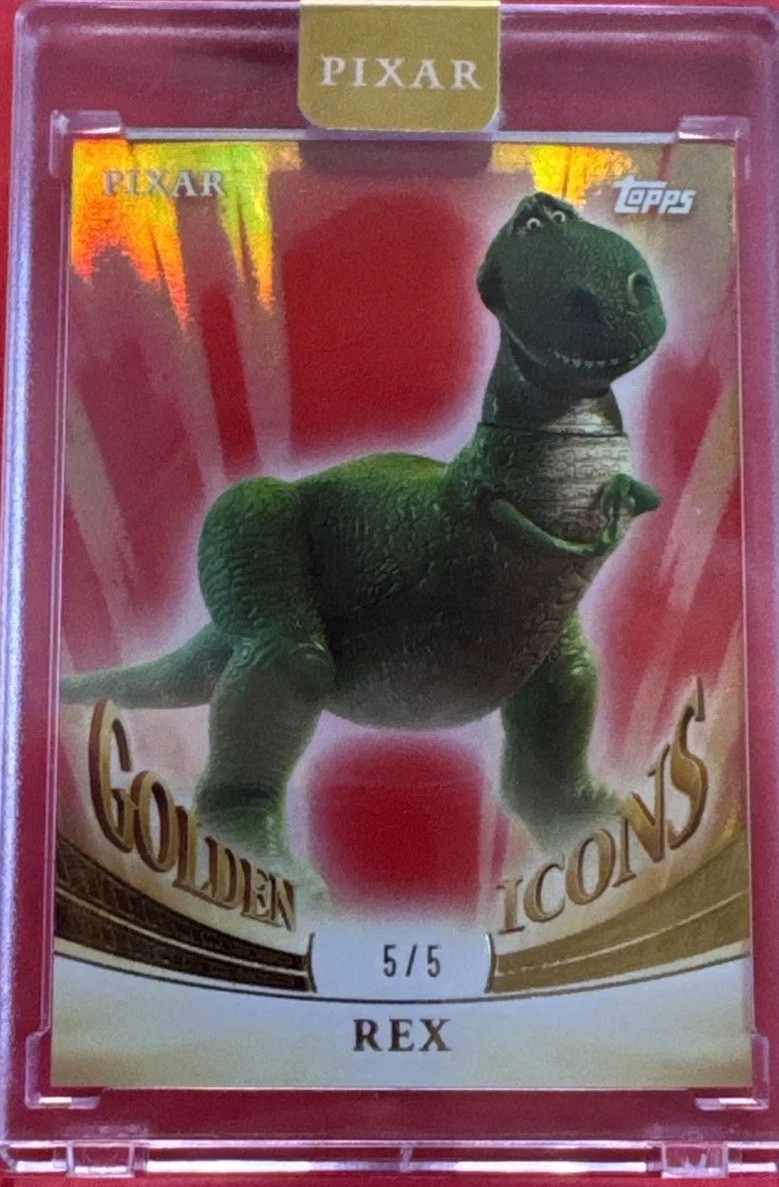 PIXAR
PIXAR
topps
GOLDEN ICONS
5/5
REX